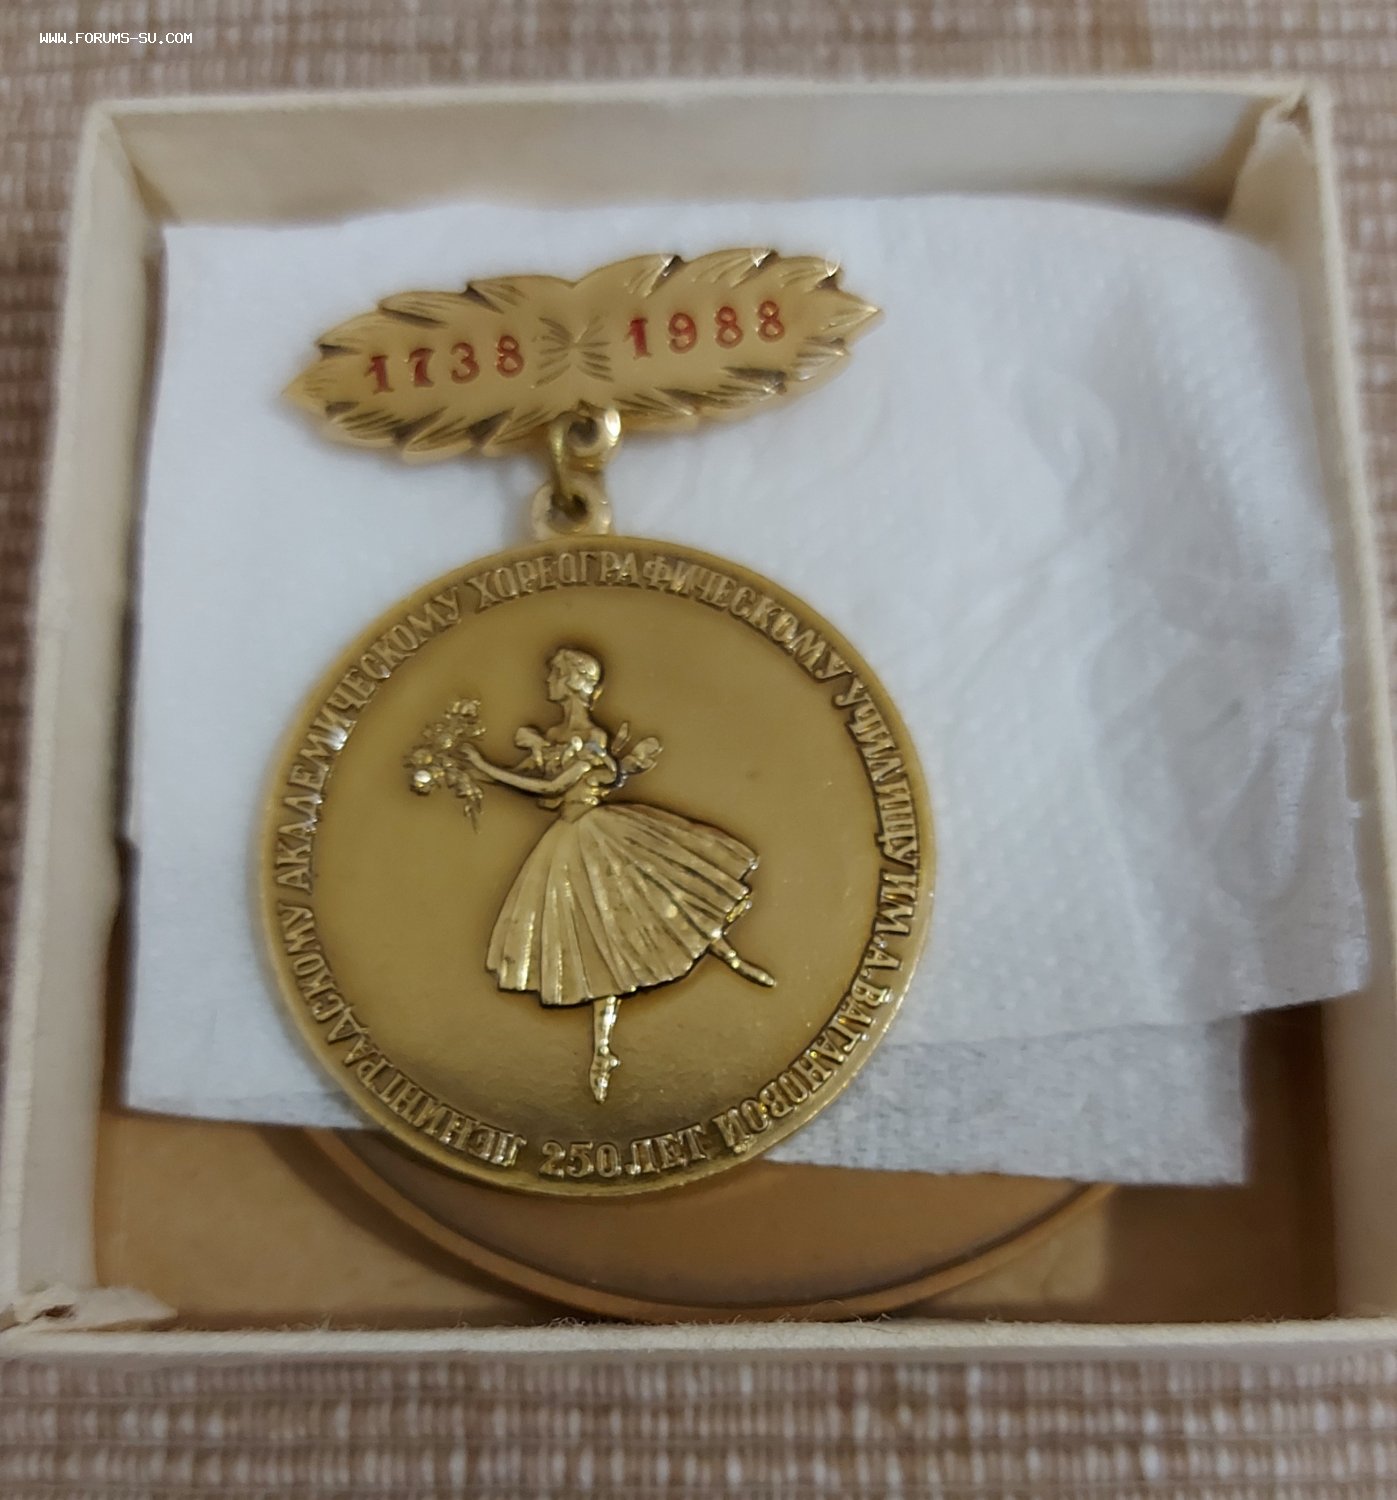 WWW.FORUMS-SU.COM
1738 1988
ЛЕНИНГРАДСКОМУ АКАДЕМИЧЕСКОМУ ХОРЕОГРАФИЧЕСКОМУ УЧИЛИЩУ ИМ. А. ВАГАНОВОЙ
250 ЛЕТ